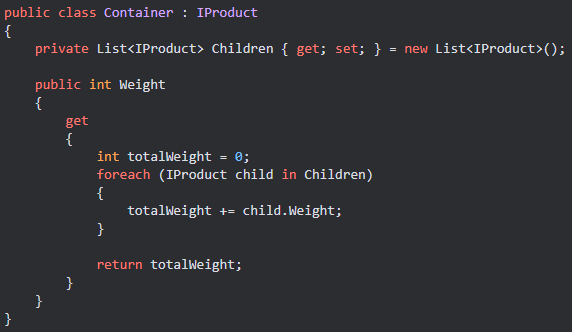 public class Container : IProduct
{
    private List<IProduct> Children { get; set; } = new List<IProduct>();

    public int Weight
    {
        get
        {
            int totalWeight = 0;
            foreach (IProduct child in Children)
            {
                totalWeight += child.Weight;
            }

            return totalWeight;
        }
    }
}